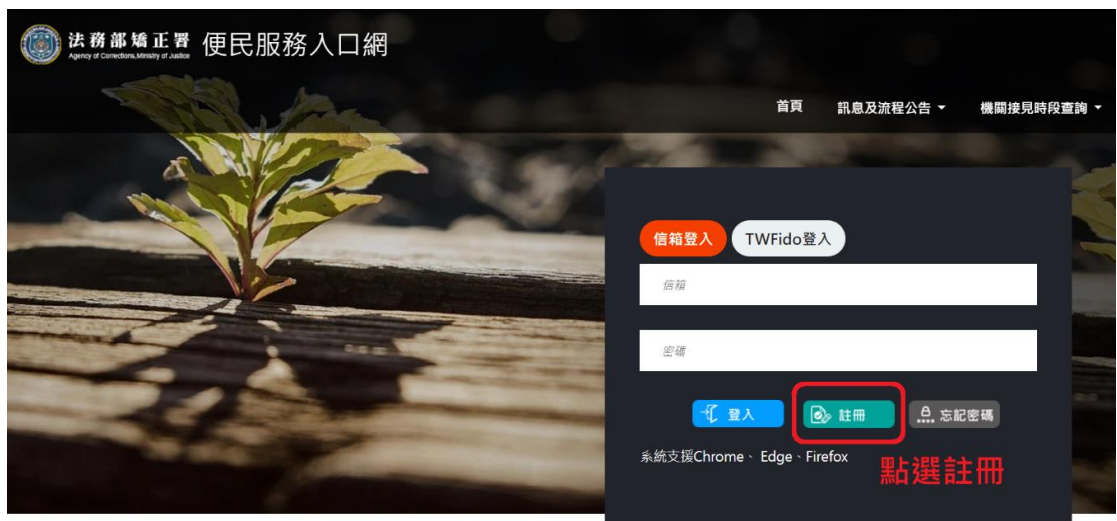 法務部矯正署 便民服務入口網
Agency of Corrections,Ministry of Justice
首頁 訊息及流程公告 機關接見時段查詢
信箱登入 TWFido登入
信箱
密碼
登入 註冊 忘記密碼
系統支援Chrome、Edge、Firefox
點選註冊